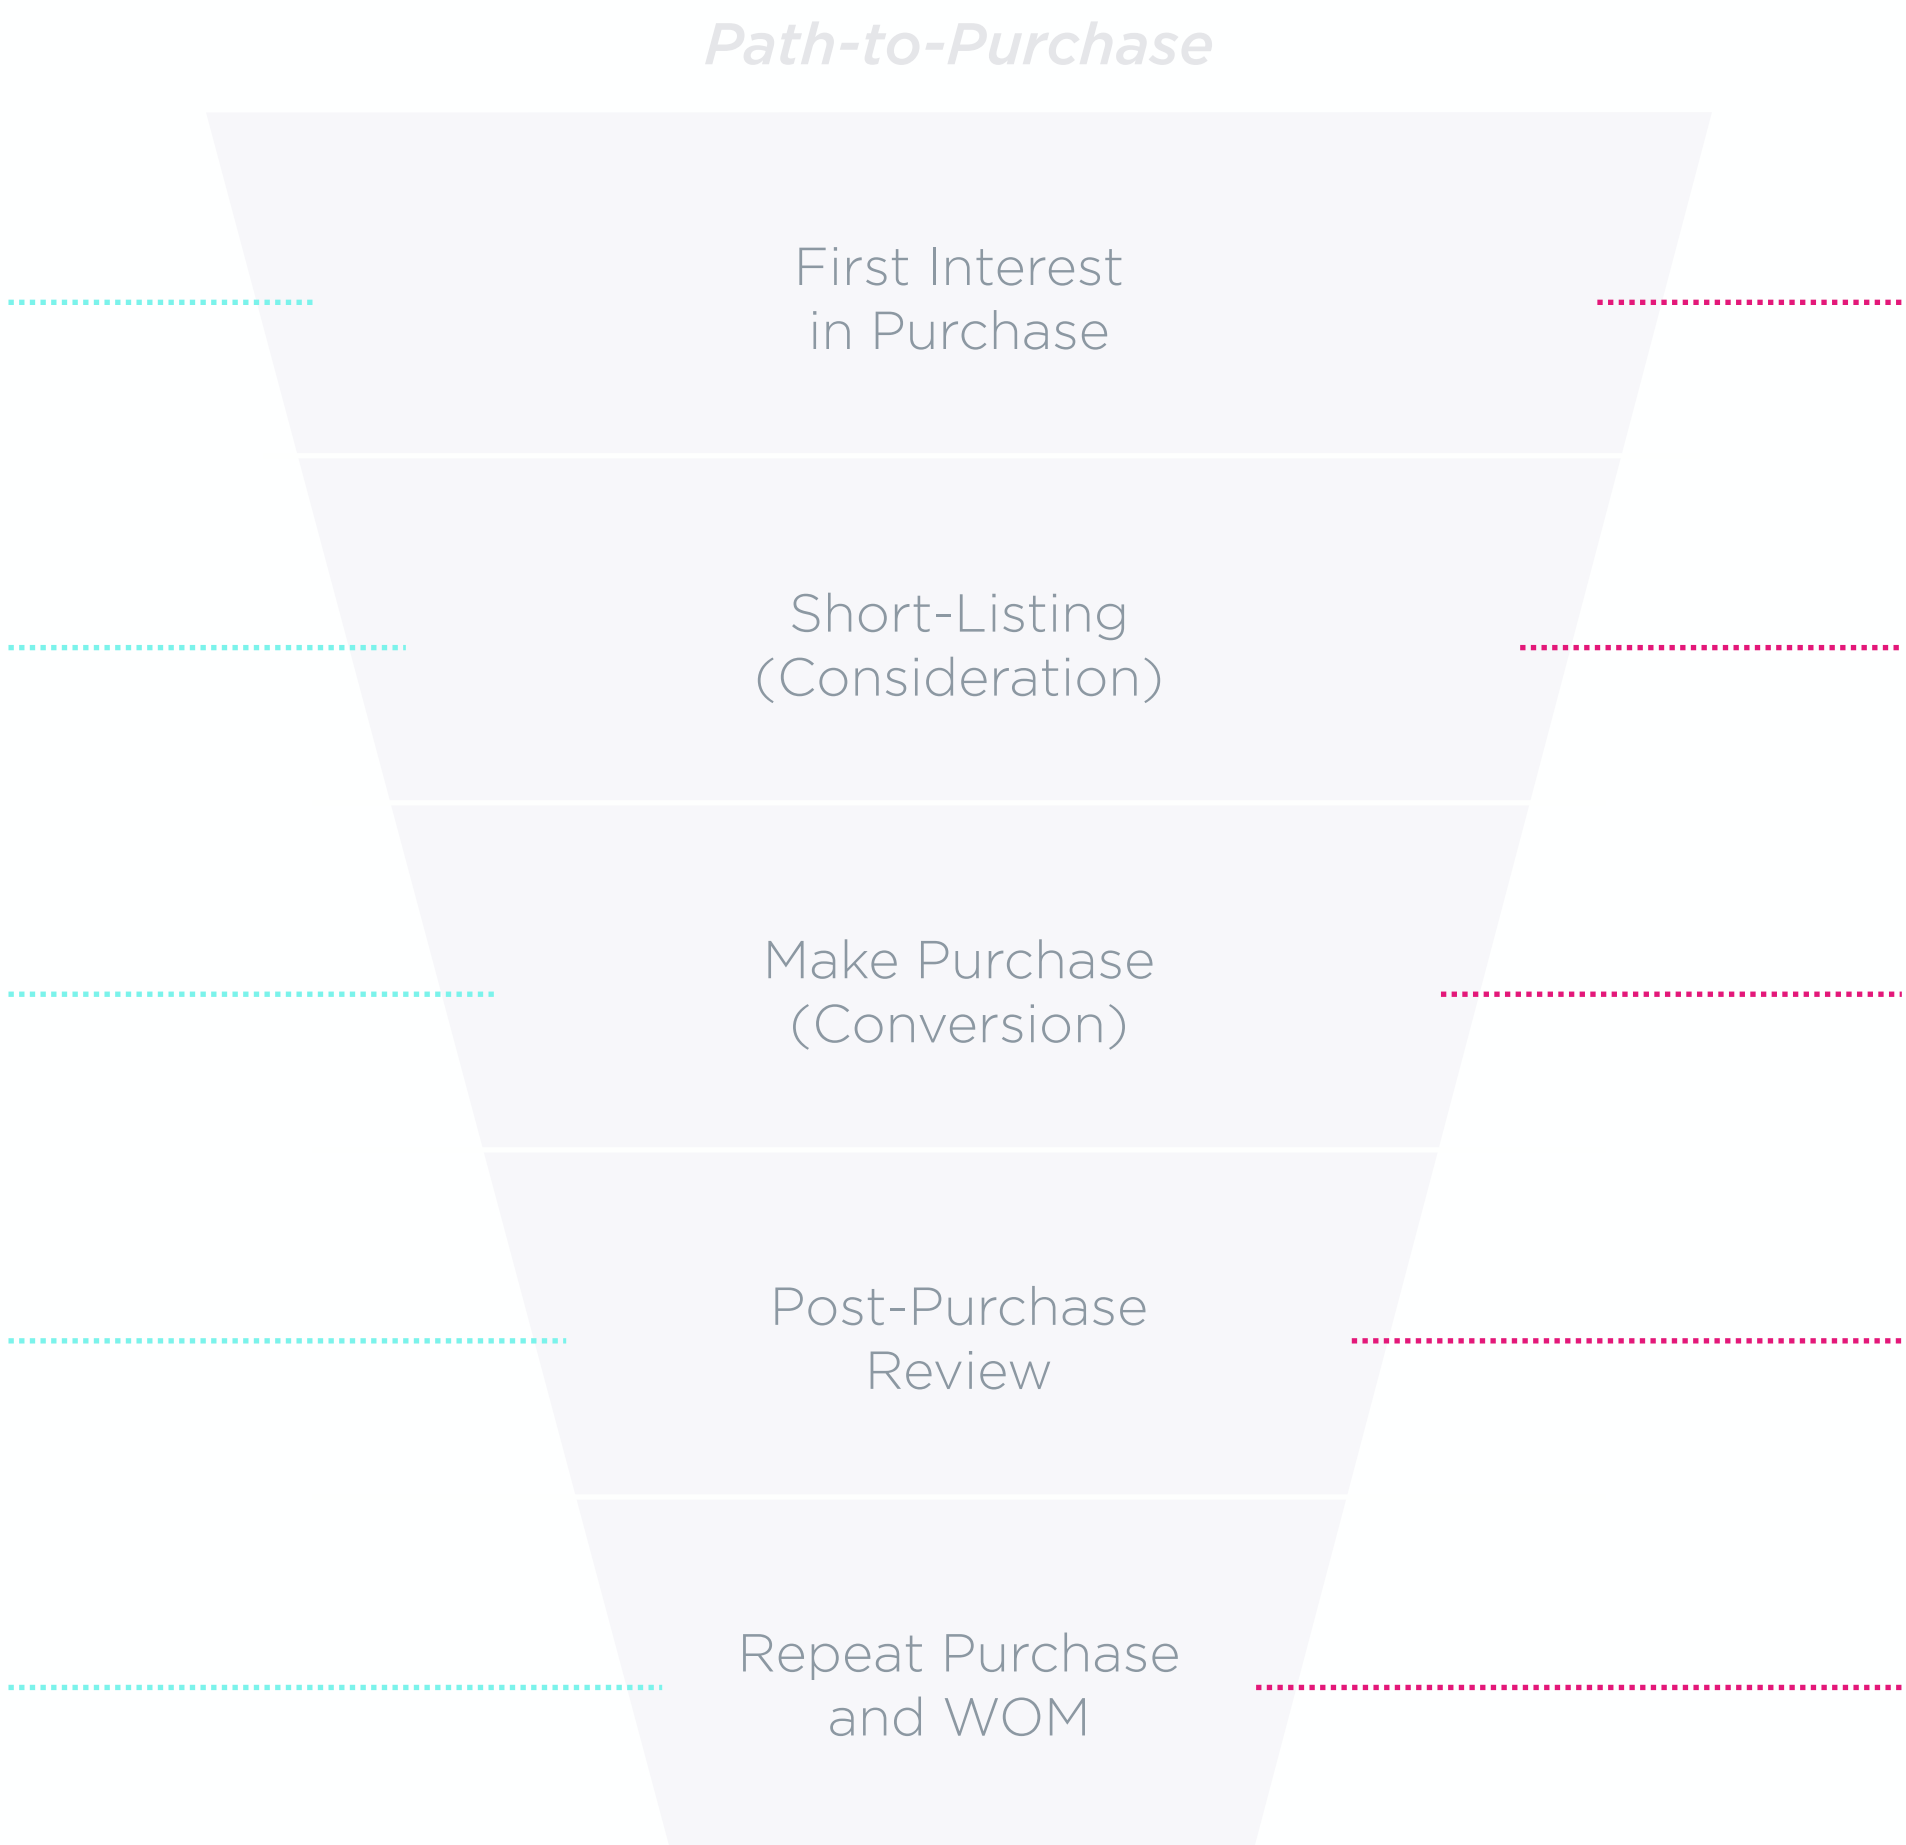 Path-to-Purchase
First Interest
in Purchase
Short-Listing
(Consideration)
Make Purchase
(Conversion)
Post-Purchase
Review
Repeat Purchase
and WOM